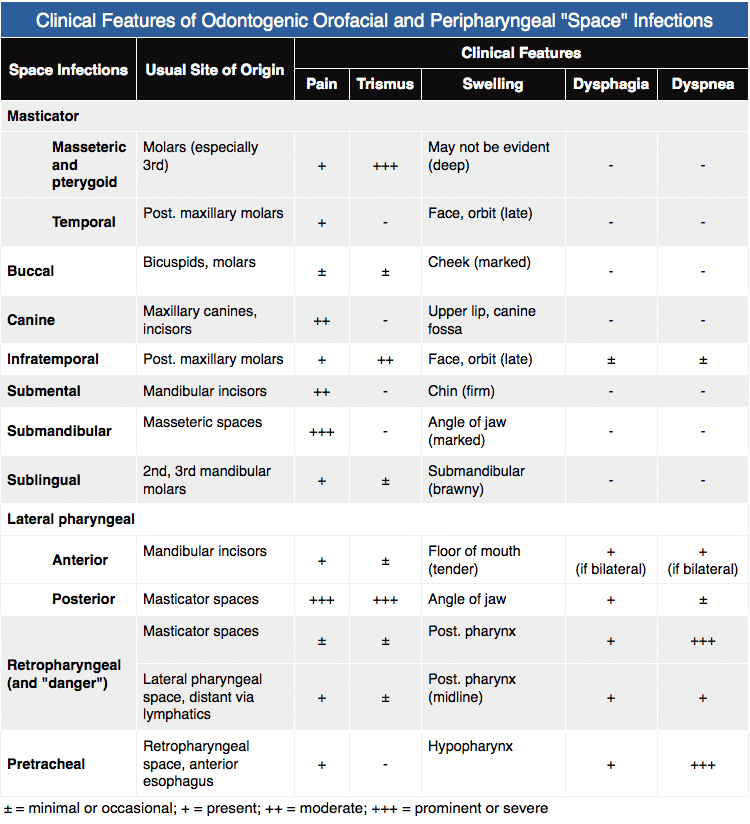 Clinical Features of Odontogenic Orofacial and Peripharyngeal "Space" Infections
Space Infections Usual Site of Origin Clinical Features
Pain Trismus Swelling Dysphagia Dyspnea
Masticator
Masseteric and pterygoid Molars (especially 3rd) + +++ May not be evident (deep) - -
Temporal Post. maxillary molars + - Face, orbit (late) - -
Buccal Bicuspids, molars ± ± Cheek (marked) - -
Canine Maxillary canines, incisors ++ - Upper lip, canine fossa - -
Infratemporal Post. maxillary molars + ++ Face, orbit (late) ± ±
Submental Mandibular incisors ++ - Chin (firm) - -
Submandibular Masseteric spaces +++ - Angle of jaw (marked) - -
Sublingual 2nd, 3rd mandibular molars + ± Submandibular (brawny) - -
Lateral pharyngeal
Anterior Mandibular incisors + ± Floor of mouth (tender) + (if bilateral) + (if bilateral)
Posterior Masticator spaces +++ +++ Angle of jaw + ±
Retropharyngeal (and "danger") Masticator spaces ± ± Post. pharynx + +++
Lateral pharyngeal space, distant via lymphatics + ± Post. pharynx (midline) + +
Pretracheal Retropharyngeal space, anterior esophagus + - Hypopharynx + +++
± = minimal or occasional; + = present; ++ = moderate; +++ = prominent or severe